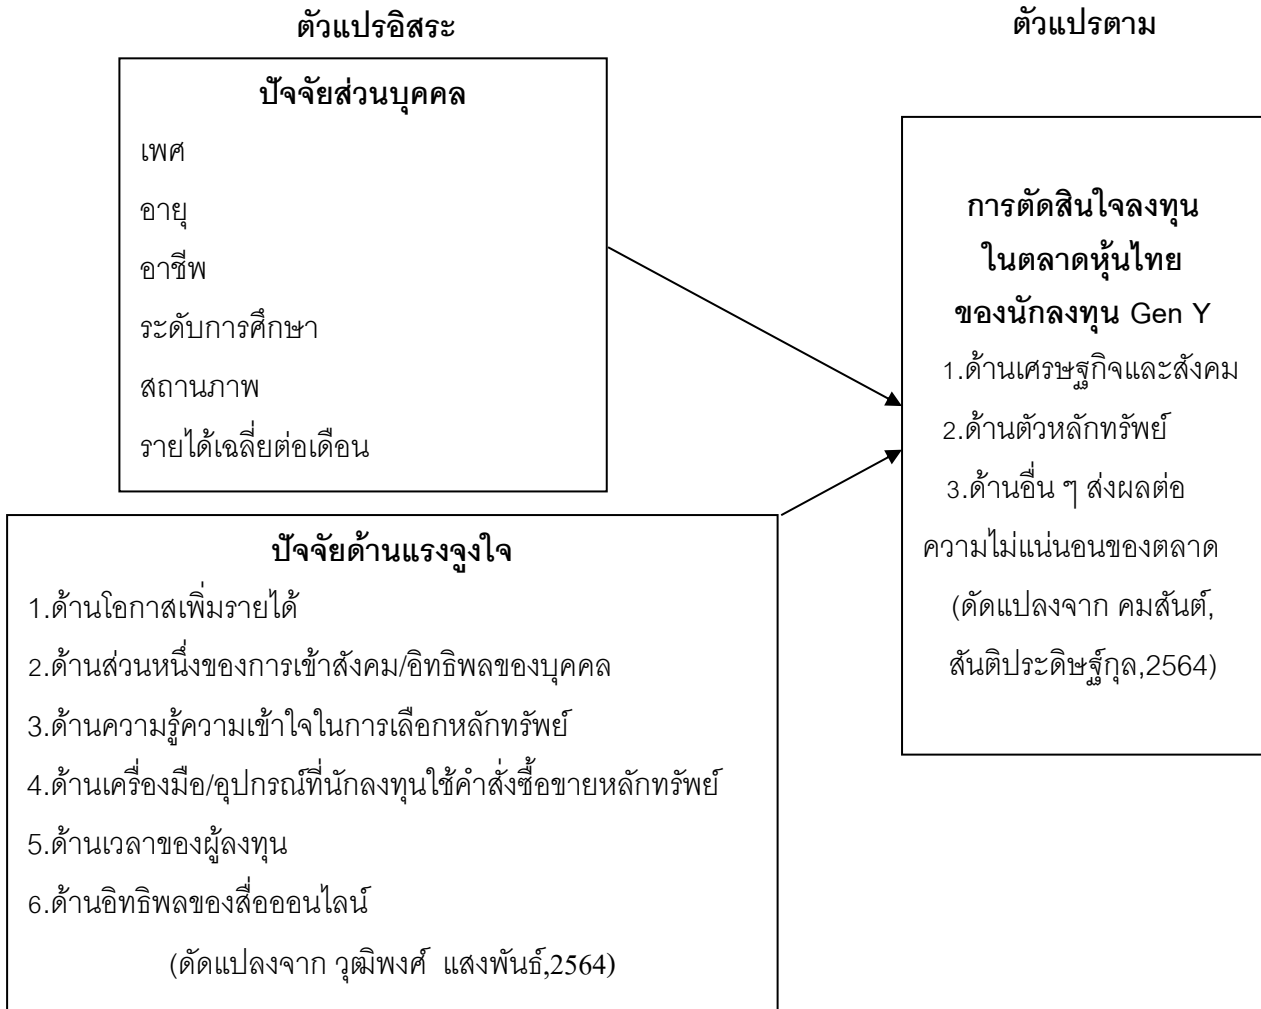 ตัวแปรอิสระ
ตัวแปรตาม
ปัจจัยส่วนบุคคล
เพศ
อายุ
อาชีพ
ระดับการศึกษา
สถานภาพ
รายได้เฉลี่ยต่อเดือน
ปัจจัยด้านแรงจูงใจ
1.ด้านโอกาสเพิ่มรายได้
2.ด้านส่วนหนึ่งของการเข้าสังคม/อิทธิพลของบุคคล
3.ด้านความรู้ความเข้าใจในการเลือกหลักทรัพย์
4.ด้านเครื่องมือ/อุปกรณ์ที่นักลงทุนใช้คำสั่งซื้อขายหลักทรัพย์
5.ด้านเวลาของผู้ลงทุน
6.ด้านอิทธิพลของสื่อออนไลน์
(ดัดแปลงจาก วุฒิพงศ์ แสงพันธ์,2564)
การตัดสินใจลงทุน
ในตลาดหุ้นไทย
ของนักลงทุน Gen Y
1.ด้านเศรษฐกิจและสังคม
2.ด้านตัวหลักทรัพย์
3.ด้านอื่น ๆ ส่งผลต่อ
ความไม่แน่นอนของตลาด
(ดัดแปลงจาก คมสันต์,
สันติประดิษฐ์กุล,2564)